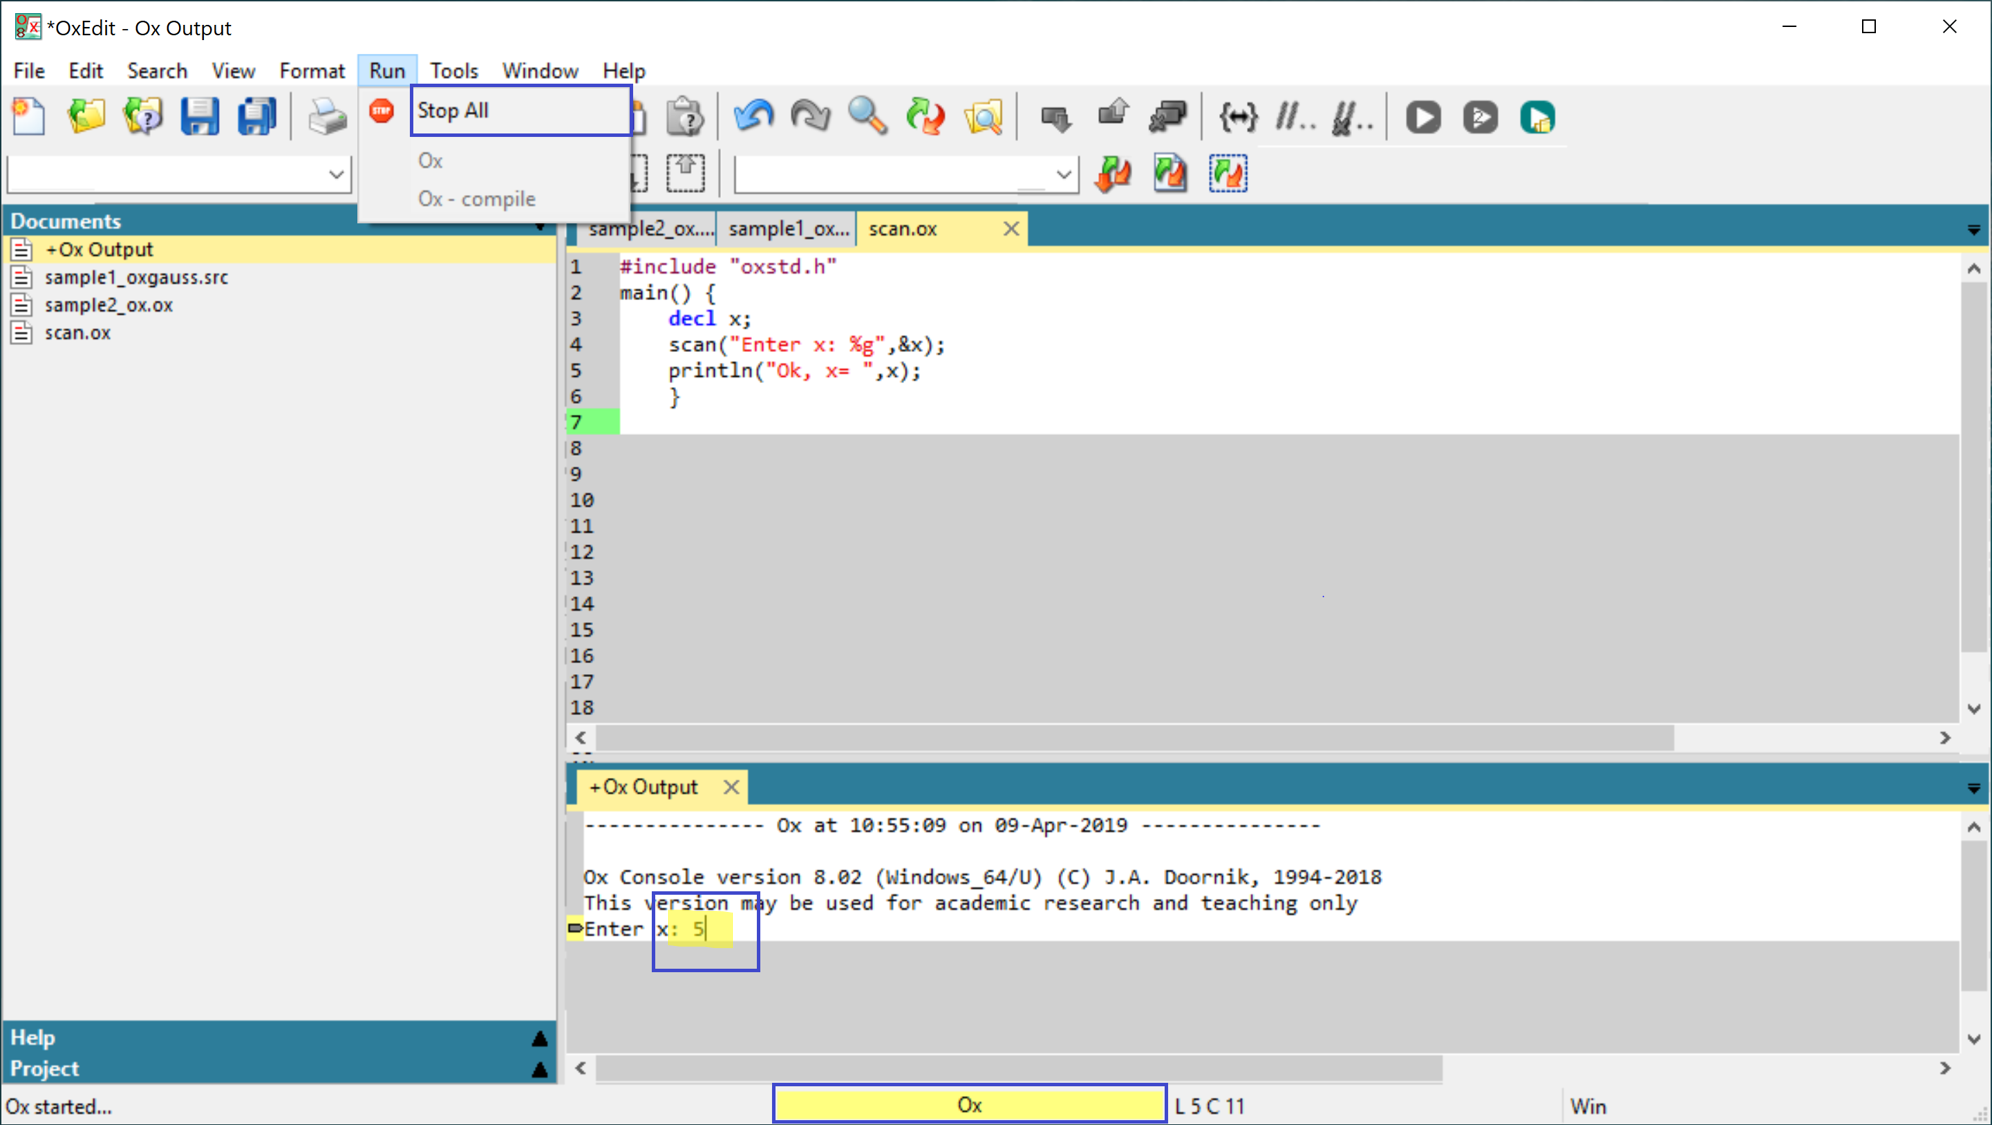 *OxEdit - Ox Output
File Edit Search View Format Run Tools Window Help
STOP Stop All
Ox
Ox - compile
Documents
+Ox Output
sample1_oxgauss.src
sample2_ox.ox
scan.ox
sample2_ox.... sample1_ox... scan.ox
1 #include "oxstd.h"
2 main() {
3 decl x;
4 scan("Enter x: %g",&x);
5 println("Ok, x= ",x);
6 }
7
8
9
10
11
12
13
14
15
16
17
18
+Ox Output
--------------- Ox at 10:55:09 on 09-Apr-2019 ---------------
Ox Console version 8.02 (Windows_64/U) (C) J.A. Doornik, 1994-2018
This version may be used for academic research and teaching only
Enter x: 5
Help
Project
Ox started... Ox L 5 C 11 Win